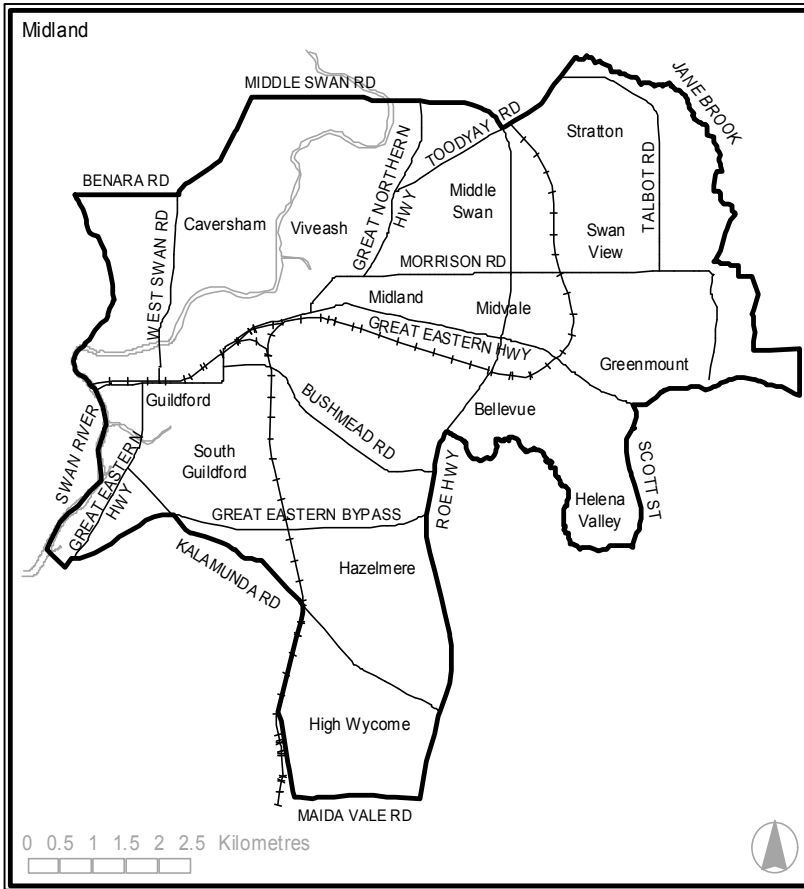 Midland
MIDDLE SWAN RD
JANE BROOK
TOODYAY RD
Stratton
BENARA RD
GREAT NORTHERN
HWY
Middle
Swan
TALBOT RD
Caversham
Viveash
Swan
View
WEST SWAN RD
MORRISON RD
Midland
Midvale
GREAT EASTERN HWY
Greenmount
Guildford
BUSHMEAD RD
Bellevue
SWAN RIVER
GREAT EASTERN
HWY
South
Guildford
ROE HWY
SCOTT ST
Helena
Valley
GREAT EASTERN BYPASS
KALAMUNDA RD
Hazelmere
High Wycome
MAIDA VALE RD
0 0.5 1 1.5 2 2.5 Kilometres